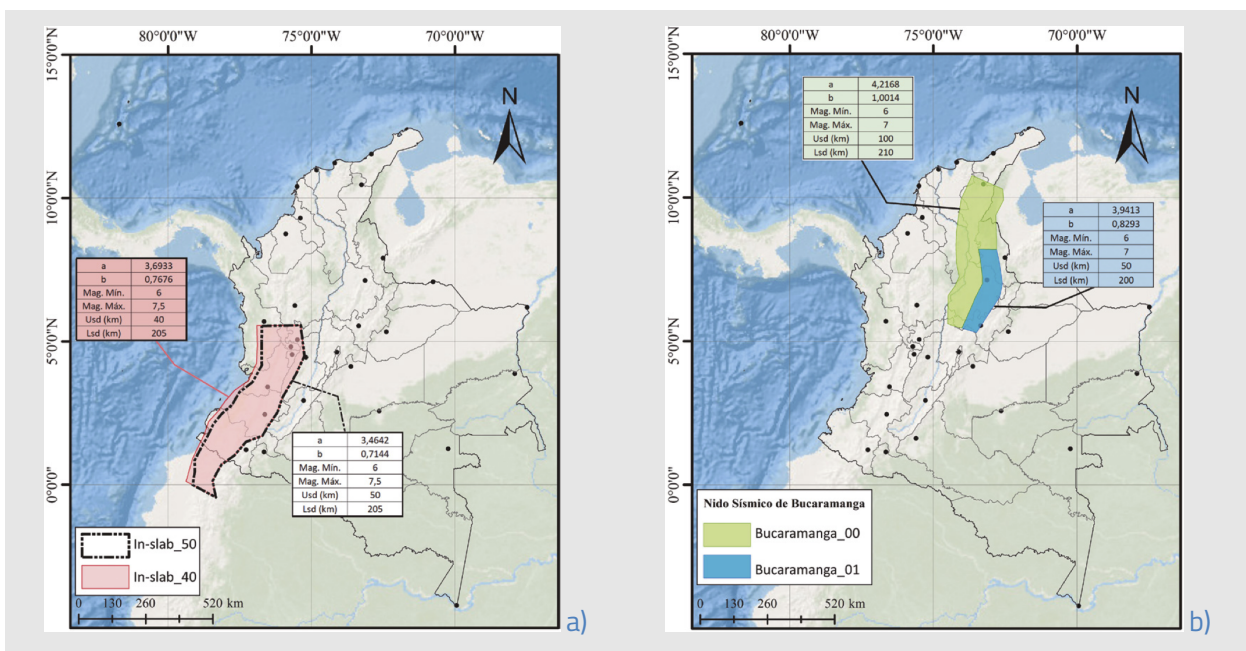 80°0'0"W 75°0'0"W 70°0'0"W
15°0'0"N
10°0'0"N
5°0'0"N
0°0'0"
N
a 3,6933
b 0,7676
Mag. Mín. 6
Mag. Máx. 7,5
Usd (km) 40
Lsd (km) 205
a 3,4642
b 0,7144
Mag. Mín. 6
Mag. Máx. 7,5
Usd (km) 50
Lsd (km) 205
In-slab_50
In-slab_40
0 130 260 520 km
a)
80°0'0"W 75°0'0"W 70°0'0"W
15°0'0"N
10°0'0"N
5°0'0"N
0°0'0"
N
a 4,2168
b 1,0014
Mag. Mín. 6
Mag. Máx. 7
Usd (km) 100
Lsd (km) 210
a 3,9413
b 0,8293
Mag. Mín. 6
Mag. Máx. 7
Usd (km) 50
Lsd (km) 200
Nido Sísmico de Bucaramanga
Bucaramanga_00
Bucaramanga_01
0 130 260 520 km
b)